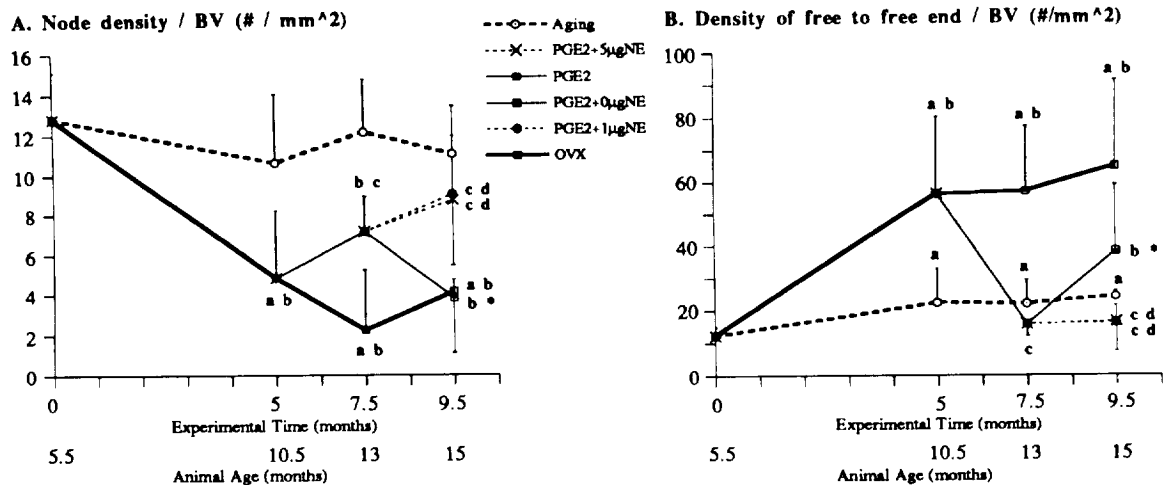 A. Node density / BV (# / mm^2)
16
14
12
10
8
6
4
2
0
b c
c d
c d
a b
a b
b *
a b
0
5
7.5
9.5
Experimental Time (months)
5.5
10.5
13
15
Animal Age (months)
Aging
PGE2+5µgNE
PGE2
PGE2+0µgNE
PGE2+1µgNE
OVX
B. Density of free to free end / BV (#/mm^2)
100
80
60
40
20
0
a b
a b
a b
b *
a
a
a
c d
c d
c
0
5
7.5
9.5
Experimental Time (months)
5.5
10.5
13
15
Animal Age (months)